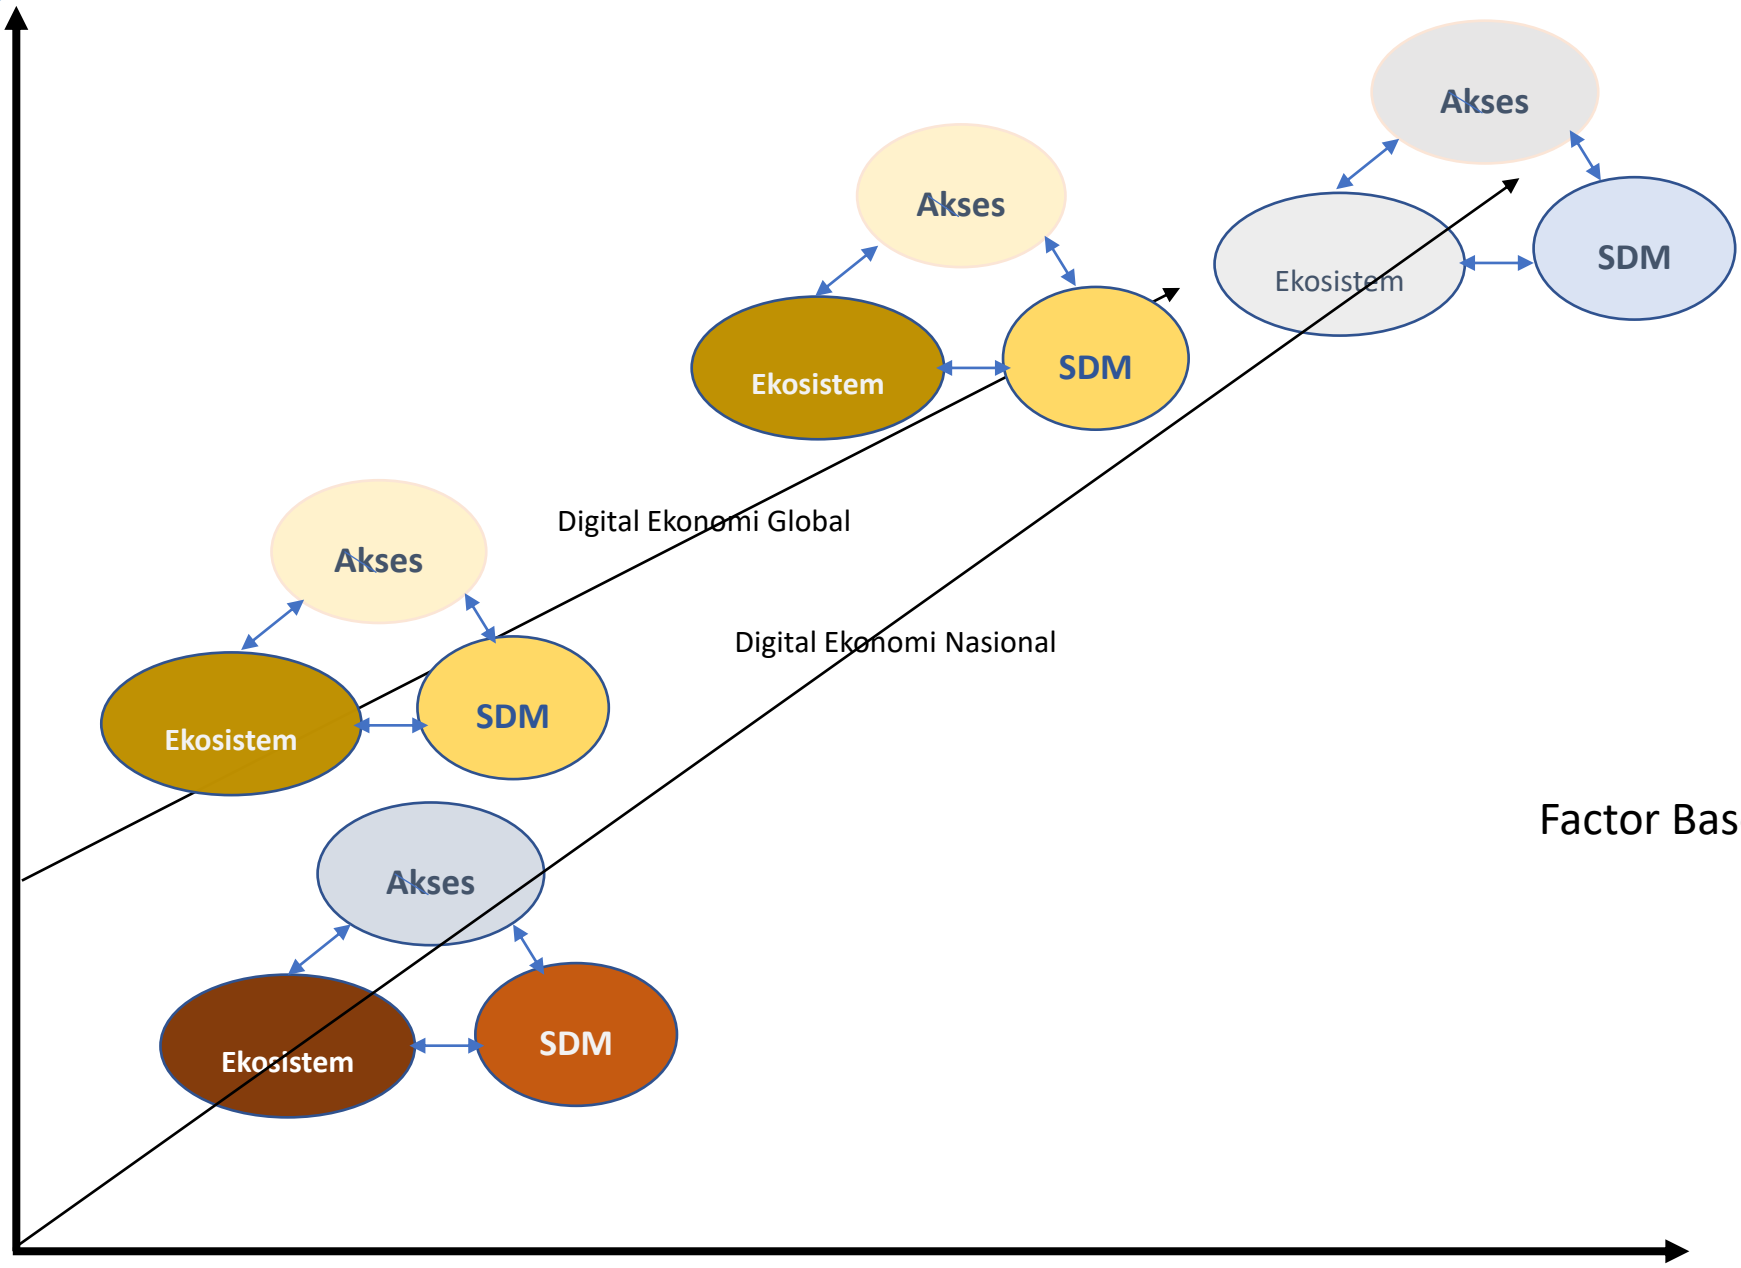 Akses
Ekosistem
SDM
Akses
Ekosistem
SDM
Digital Ekonomi Global
Akses
Ekosistem
SDM
Digital Ekonomi Nasional
Factor Bas
Akses
Ekosistem
SDM